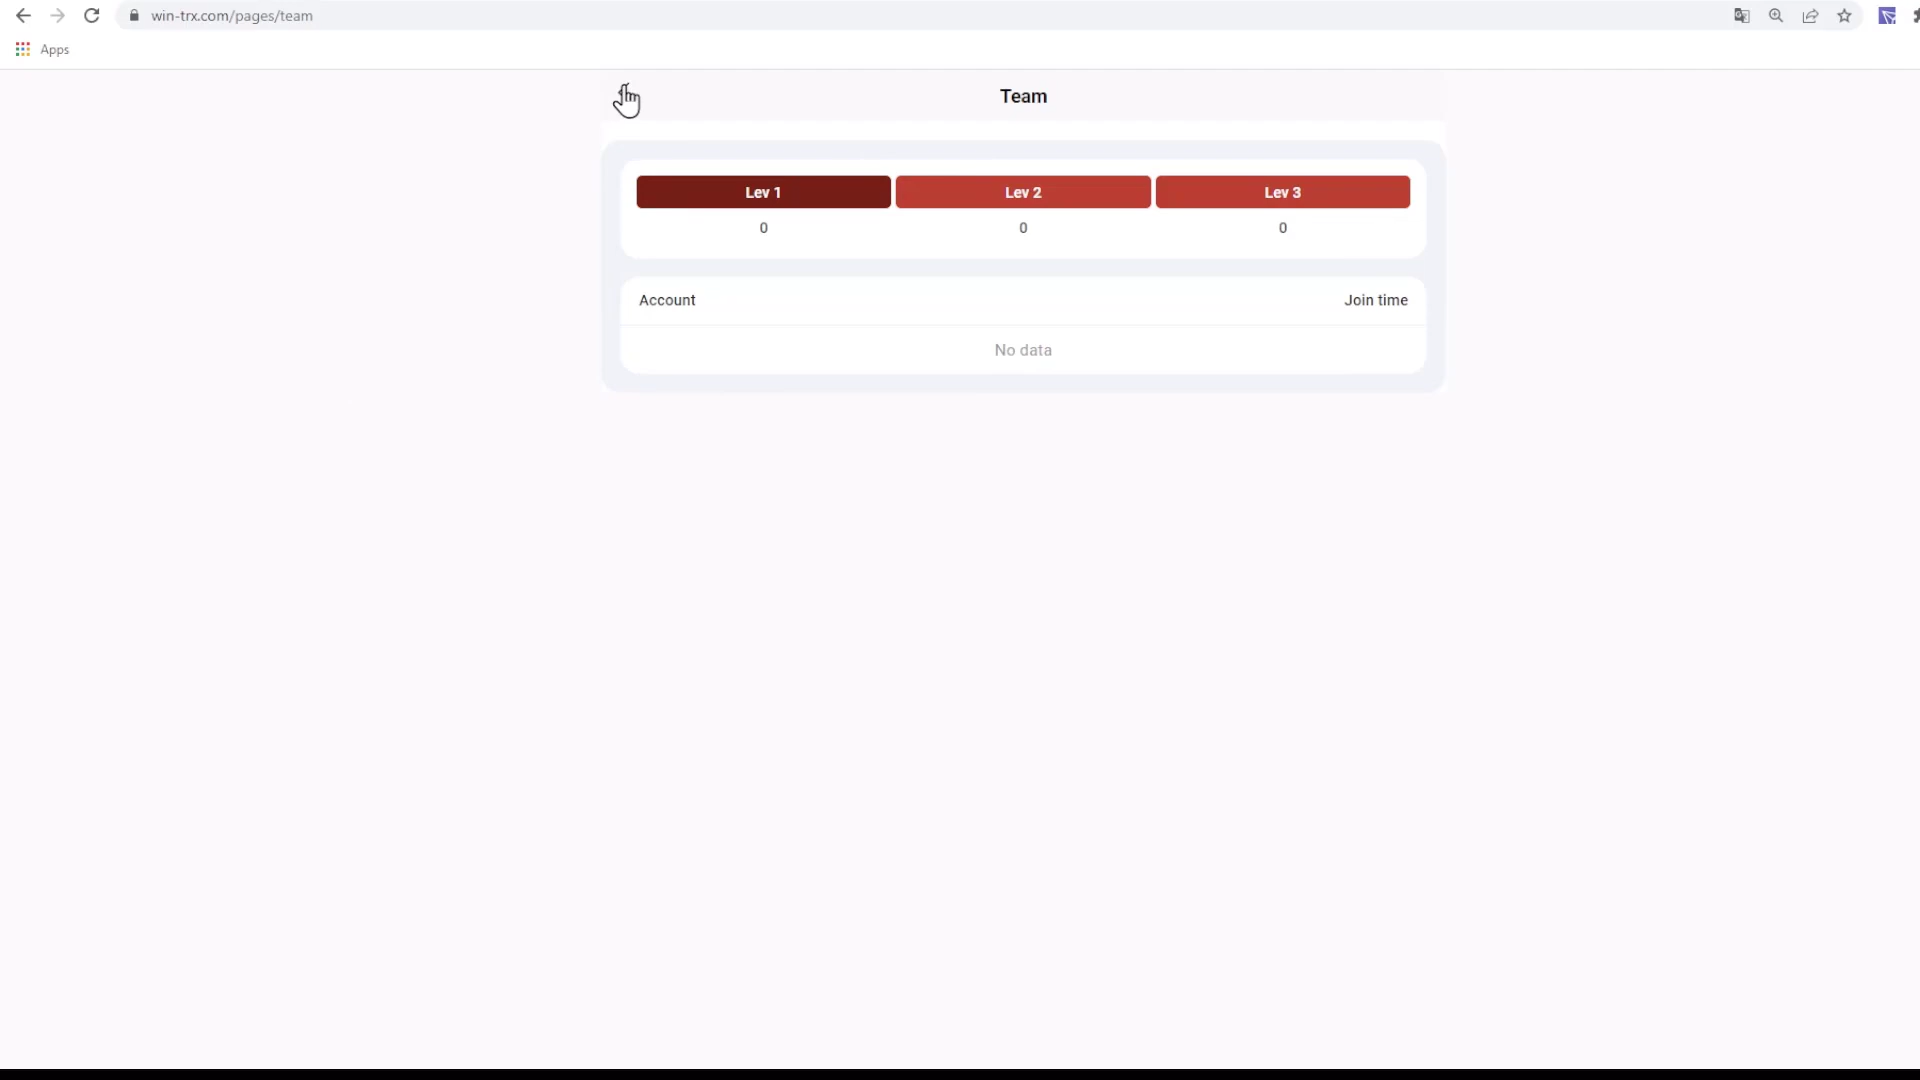 win-trx.com/pages/team
Apps
Team
Lev 1 Lev 2 Lev 3
0 0 0
Account Join time
No data